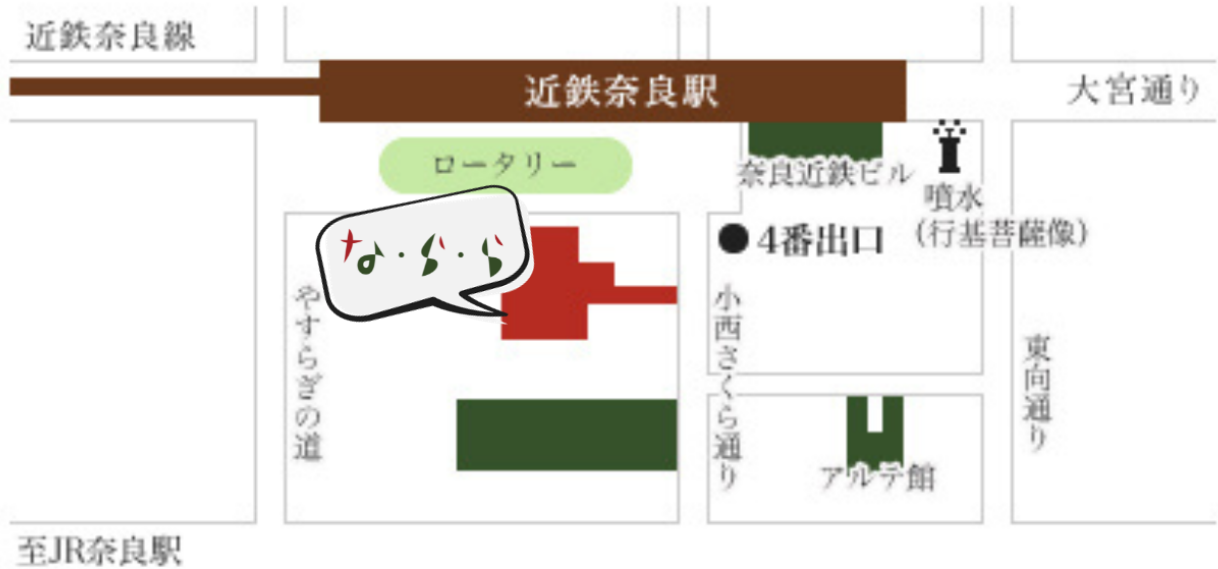 近鉄奈良線
近鉄奈良駅
大宮通り
ロータリー
奈良近鉄ビル
噴水
（行基菩薩像）
●4番出口
な・ら・ら
やすらぎの道
小西さくら通り
東向通り
アルテ館
至JR奈良駅